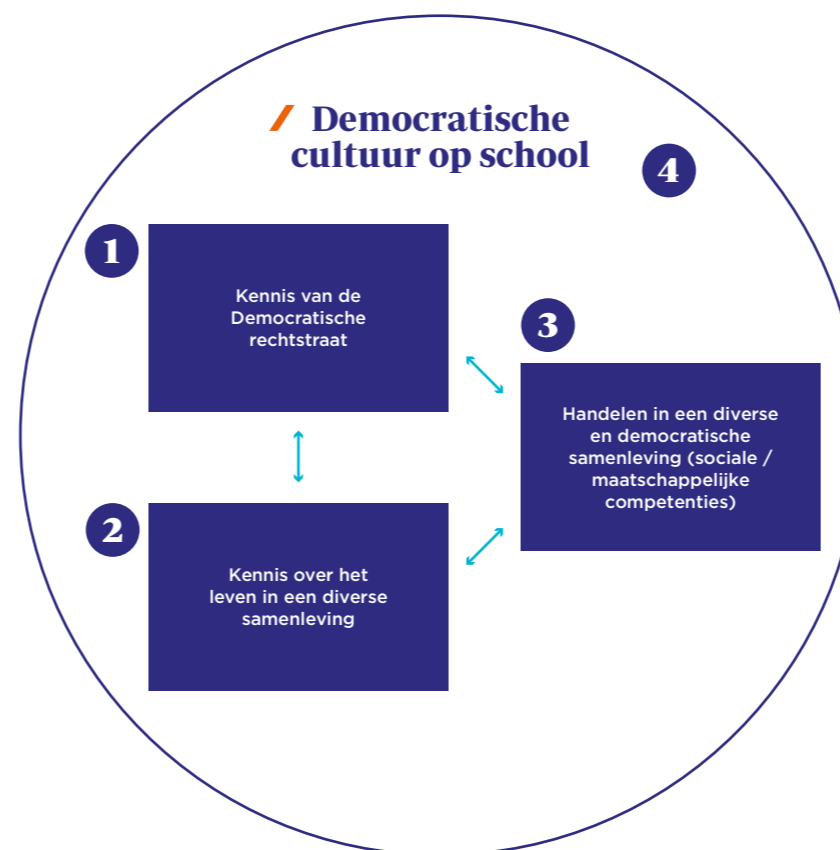 Democratische
cultuur op school
4
1
Kennis van de
Democratische
rechtstraat
3
Handelen in een diverse
en democratische
samenleving (sociale /
maatschappelijke
competenties)
2
Kennis over het
leven in een diverse
samenleving